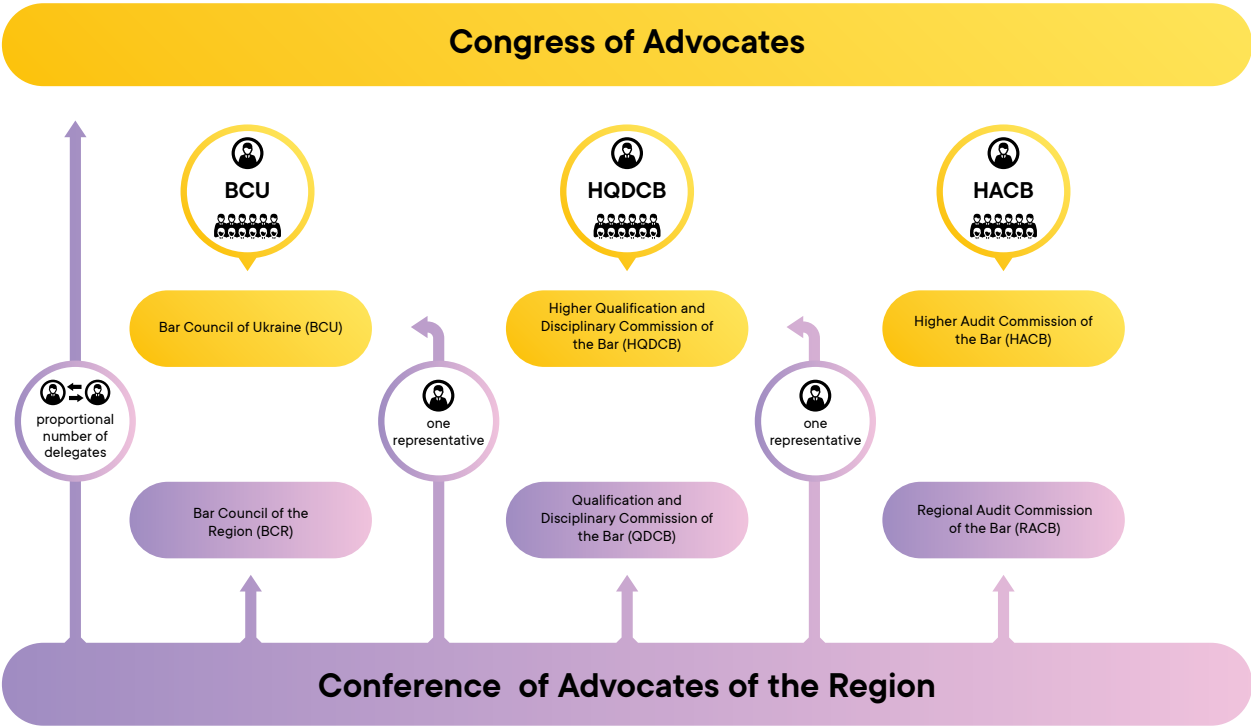 Congress of Advocates
BCU
HQDCB
HACB
Bar Council of Ukraine (BCU)
Higher Qualification and
Disciplinary Commission of
the Bar (HQDCB)
Higher Audit Commission of
the Bar (HACB)
proportional
number of
delegates
one
representative
one
representative
Bar Council of the
Region (BCR)
Qualification and
Disciplinary Commission of
the Bar (QDCB)
Regional Audit Commission
of the Bar (RACB)
Conference of Advocates of the Region